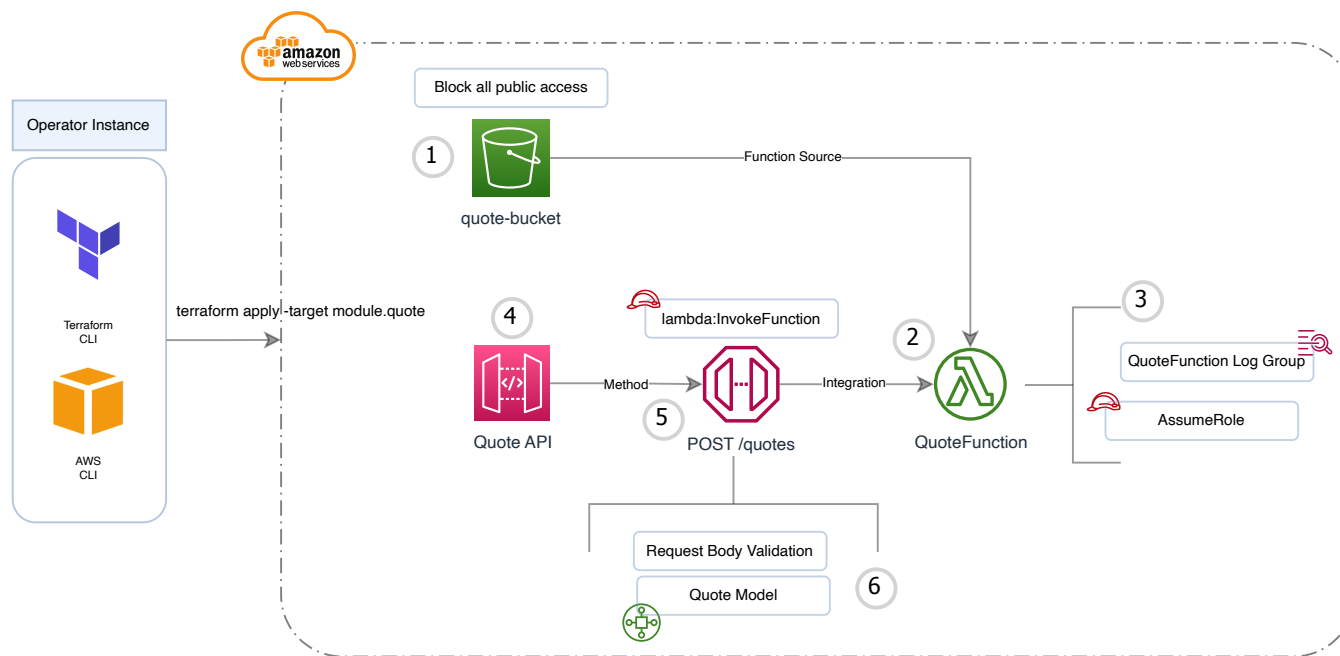 amazon
webservices
Block all public access
Operator Instance
1
Function Source
quote-bucket
terraform apply -target module.quote
Terraform
CLI
AWS
CLI
4
lambda:InvokeFunction
2
3
QuoteFunction Log Group
</>
Method
Integration
5
AssumeRole
Quote API
POST /quotes
QuoteFunction
Request Body Validation
Quote Model
6